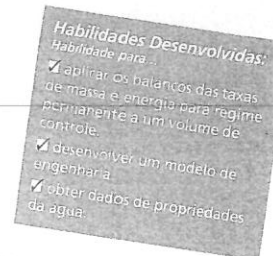 Habilidades Desenvolvidas:
Habilidade para...
aplicar os balanços das taxas
de massa e energia para regime
permanente a um volume de
controle.
desenvolver um modelo de
engenharia.
obter dados de propriedades
da água.